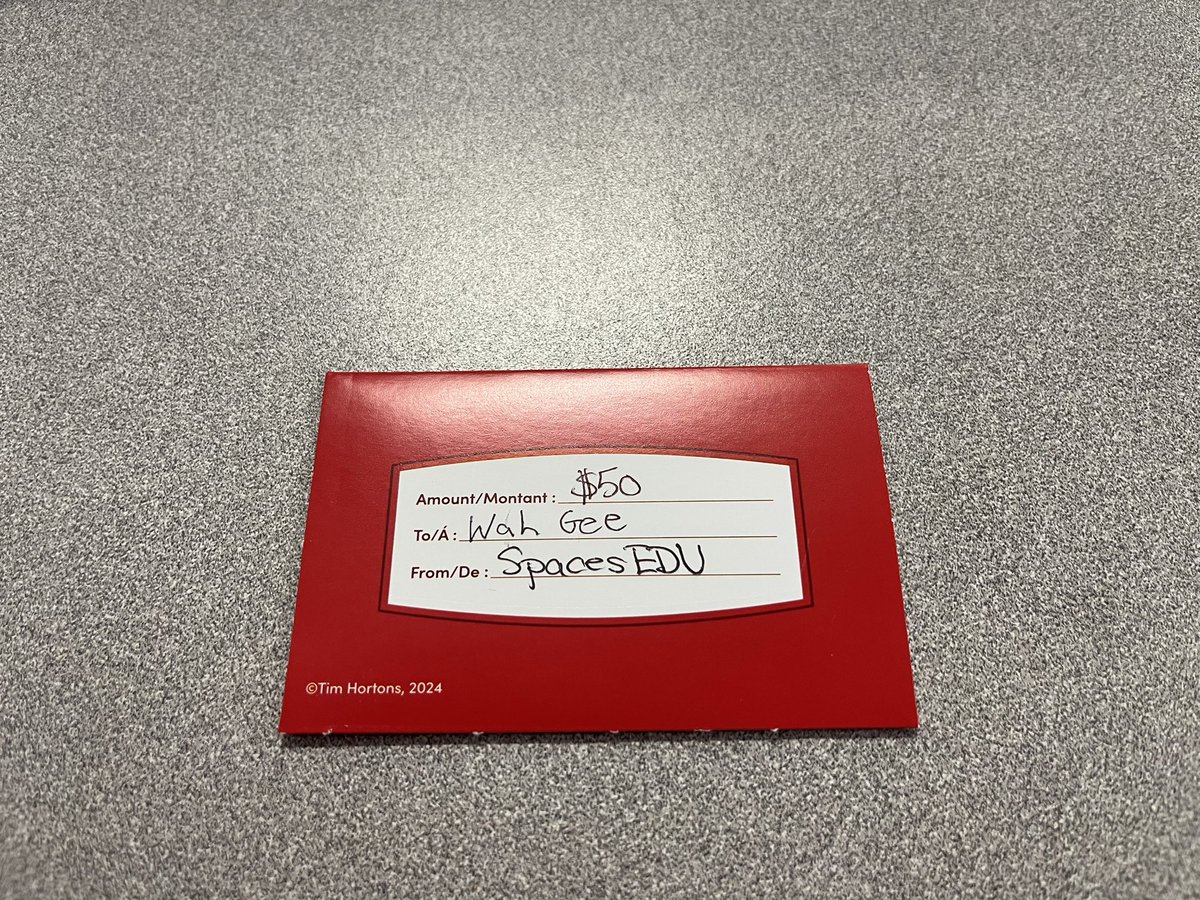 Amount/Montant : $50
To/Á : Wah Gee
From/De : SpacesEDU
©Tim Hortons, 2024